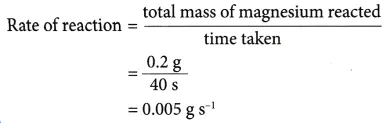 Rate of reaction = total mass of magnesium reacted / time taken
= 0.2 g / 40 s
= 0.005 g s⁻¹